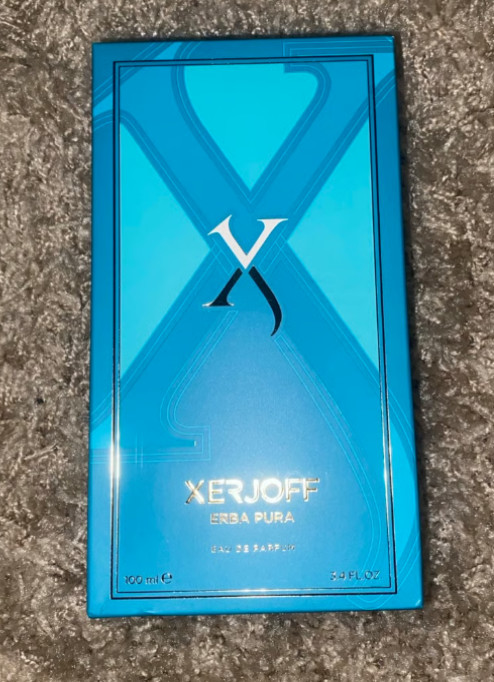 X
XERJOFF
ERBA PURA
EAU DE PARFUM
100 ml ℮ 3.4 FL OZ